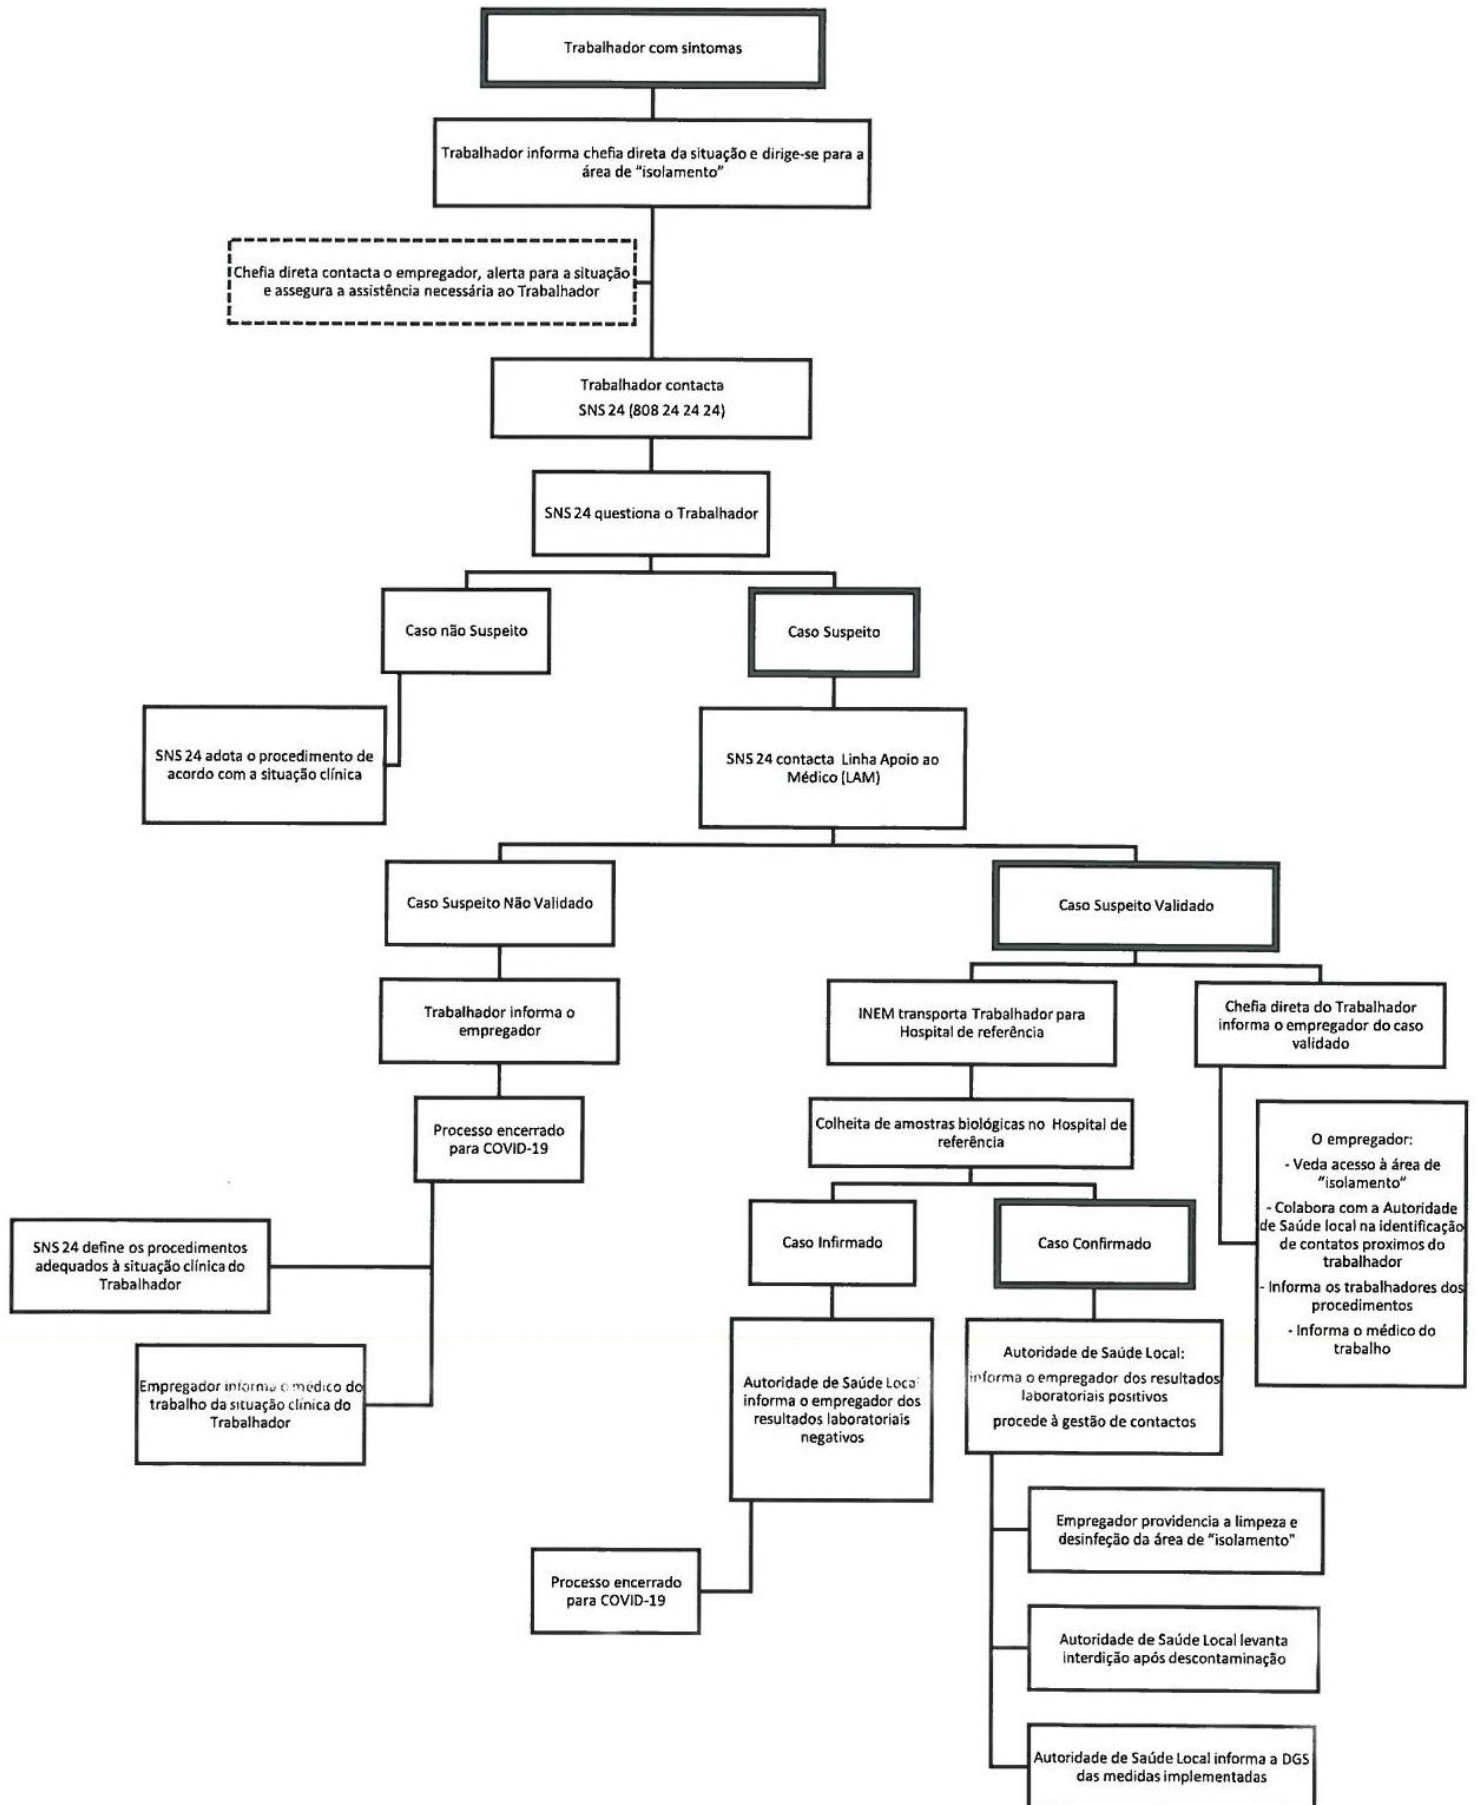 Trabalhador com sintomas
Trabalhador informa chefia direta da situação e dirige-se para a
área de “isolamento”
Chefia direta contacta o empregador, alerta para a situação
e assegura a assistência necessária ao Trabalhador
Trabalhador contacta
SNS 24 (808 24 24 24)
SNS 24 questiona o Trabalhador
Caso não Suspeito
Caso Suspeito
SNS 24 adota o procedimento de
acordo com a situação clínica
SNS 24 contacta Linha Apoio ao
Médico (LAM)
Caso Suspeito Não Validado
Caso Suspeito Validado
Trabalhador informa o
empregador
INEM transporta Trabalhador para
Hospital de referência
Chefia direta do Trabalhador
informa o empregador do caso
validado
Processo encerrado
para COVID-19
Colheita de amostras biológicas no Hospital de
referência
O empregador:
- Veda acesso à área de
“isolamento”
- Colabora com a Autoridade
de Saúde local na identificação
de contatos proximos do
trabalhador
- Informa os trabalhadores dos
procedimentos
- Informa o médico do
trabalho
SNS 24 define os procedimentos
adequados à situação clínica do
Trabalhador
Empregador informa o médico do
trabalho da situação clínica do
Trabalhador
Caso Infirmado
Caso Confirmado
Autoridade de Saúde Local
informa o empregador dos
resultados laboratoriais
negativos
Autoridade de Saúde Local:
informa o empregador dos resultados
laboratoriais positivos
procede à gestão de contactos
Processo encerrado
para COVID-19
Empregador providencia a limpeza e
desinfeção da área de “isolamento”
Autoridade de Saúde Local levanta
interdição após descontaminação
Autoridade de Saúde Local informa a DGS
das medidas implementadas